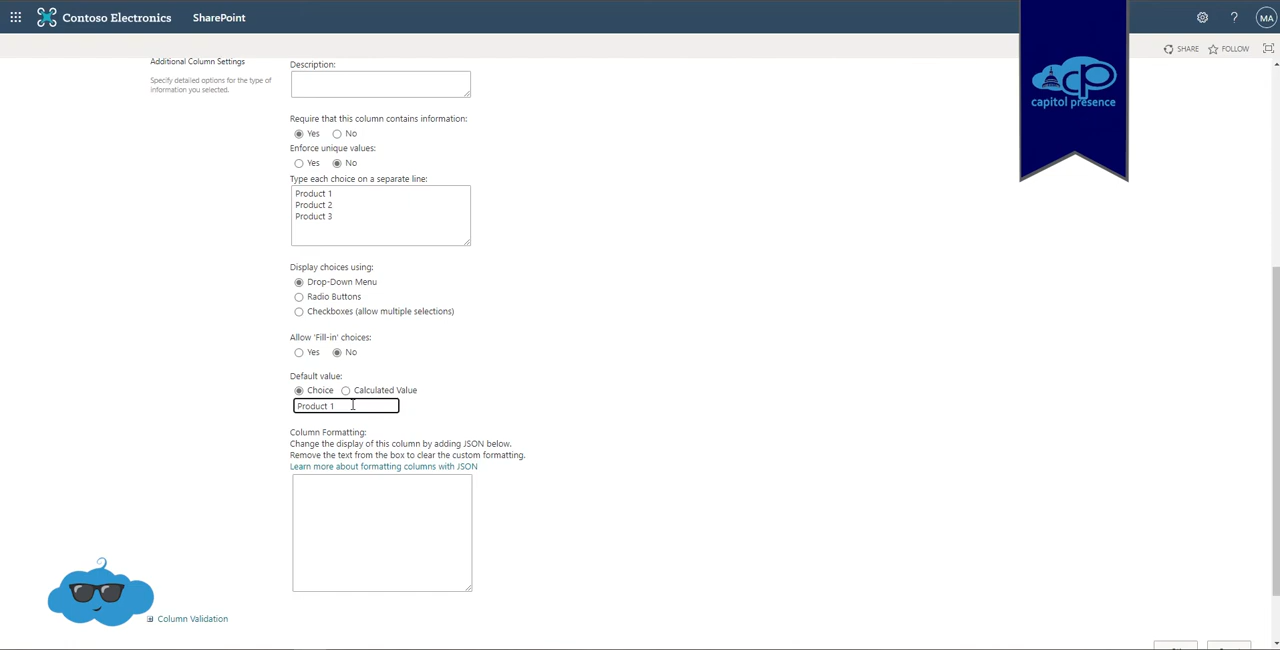 Contoso Electronics SharePoint ? MA
SHARE FOLLOW
capitol presence
Additional Column Settings
Specify detailed options for the type of
information you selected.
Description:
Require that this column contains information:
Yes No
Enforce unique values:
Yes No
Type each choice on a separate line:
Product 1
Product 2
Product 3
Display choices using:
Drop-Down Menu
Radio Buttons
Checkboxes (allow multiple selections)
Allow 'Fill-in' choices:
Yes No
Default value:
Choice Calculated Value
Product 1
Column Formatting:
Change the display of this column by adding JSON below.
Remove the text from the box to clear the custom formatting.
Learn more about formatting columns with JSON
Column Validation